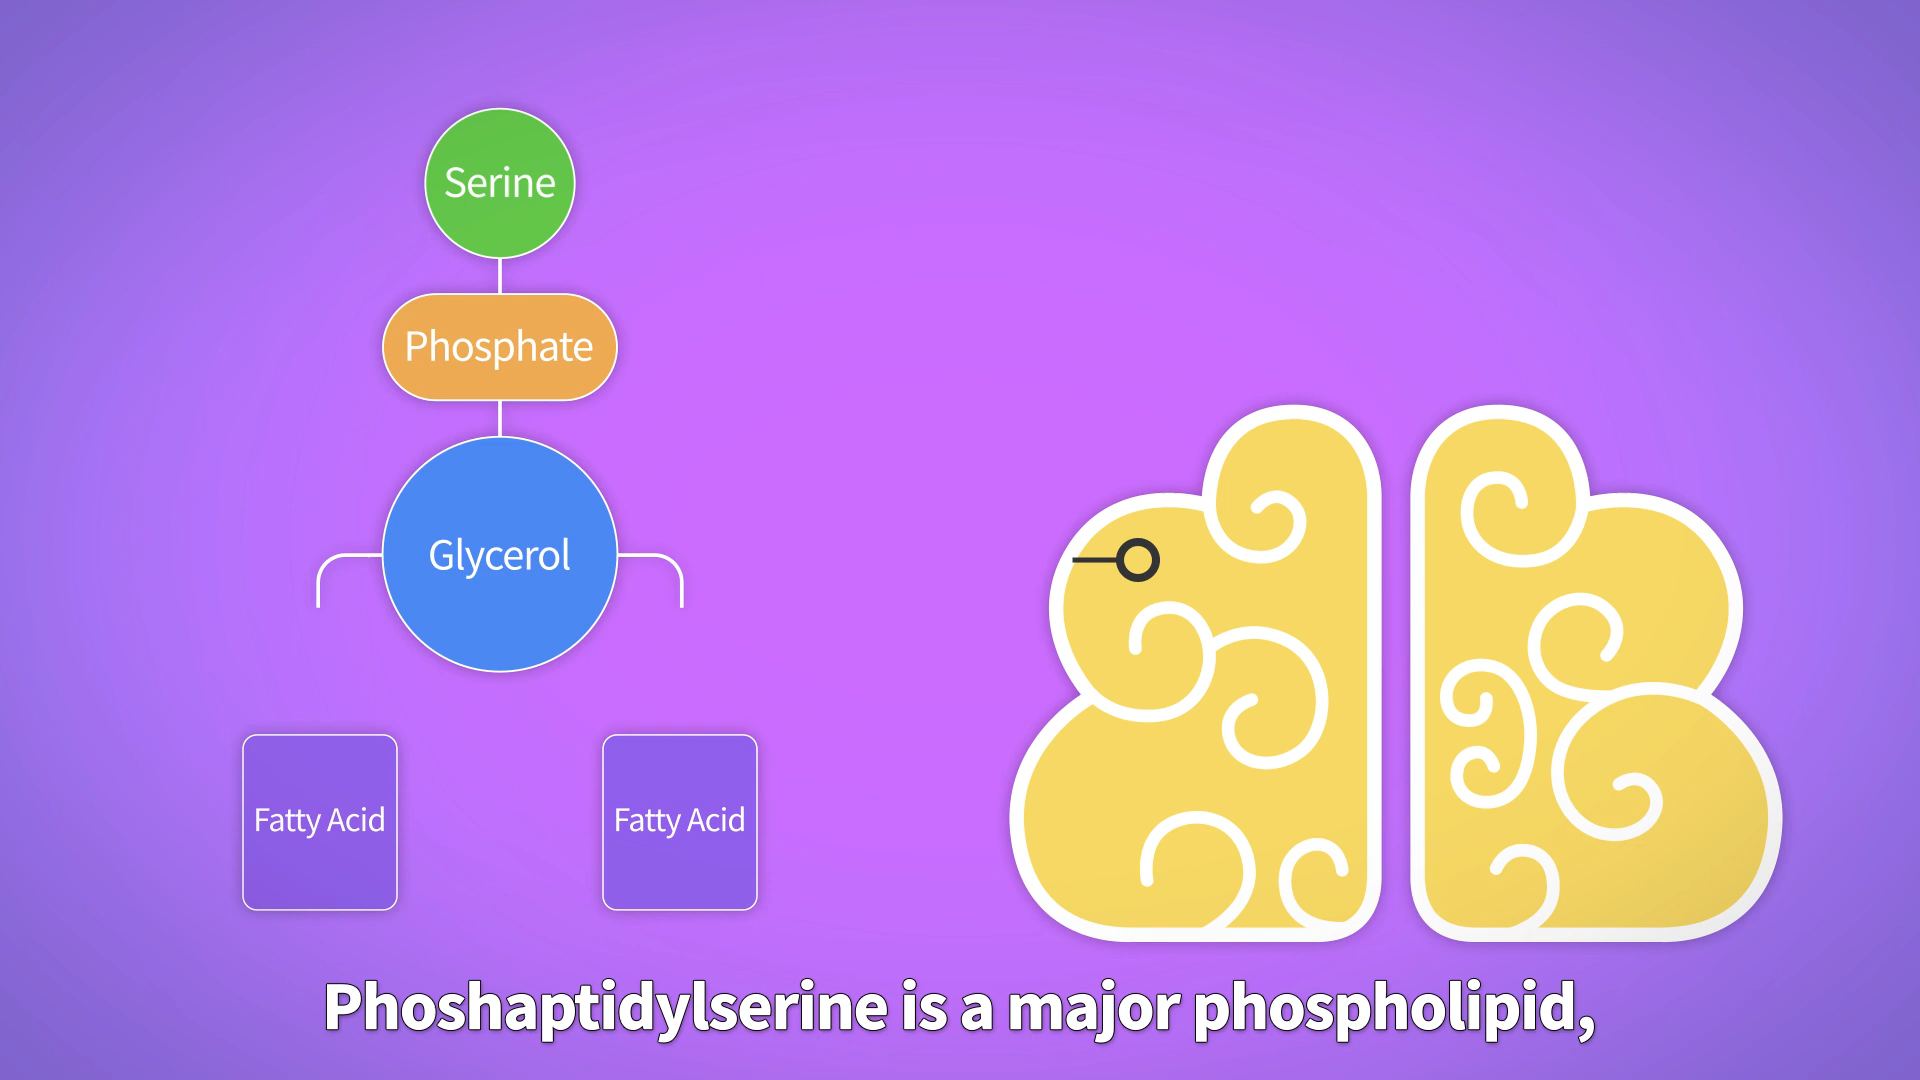 Serine
Phosphate
Glycerol
Fatty Acid
Fatty Acid
Phoshaptidylserine is a major phospholipid,